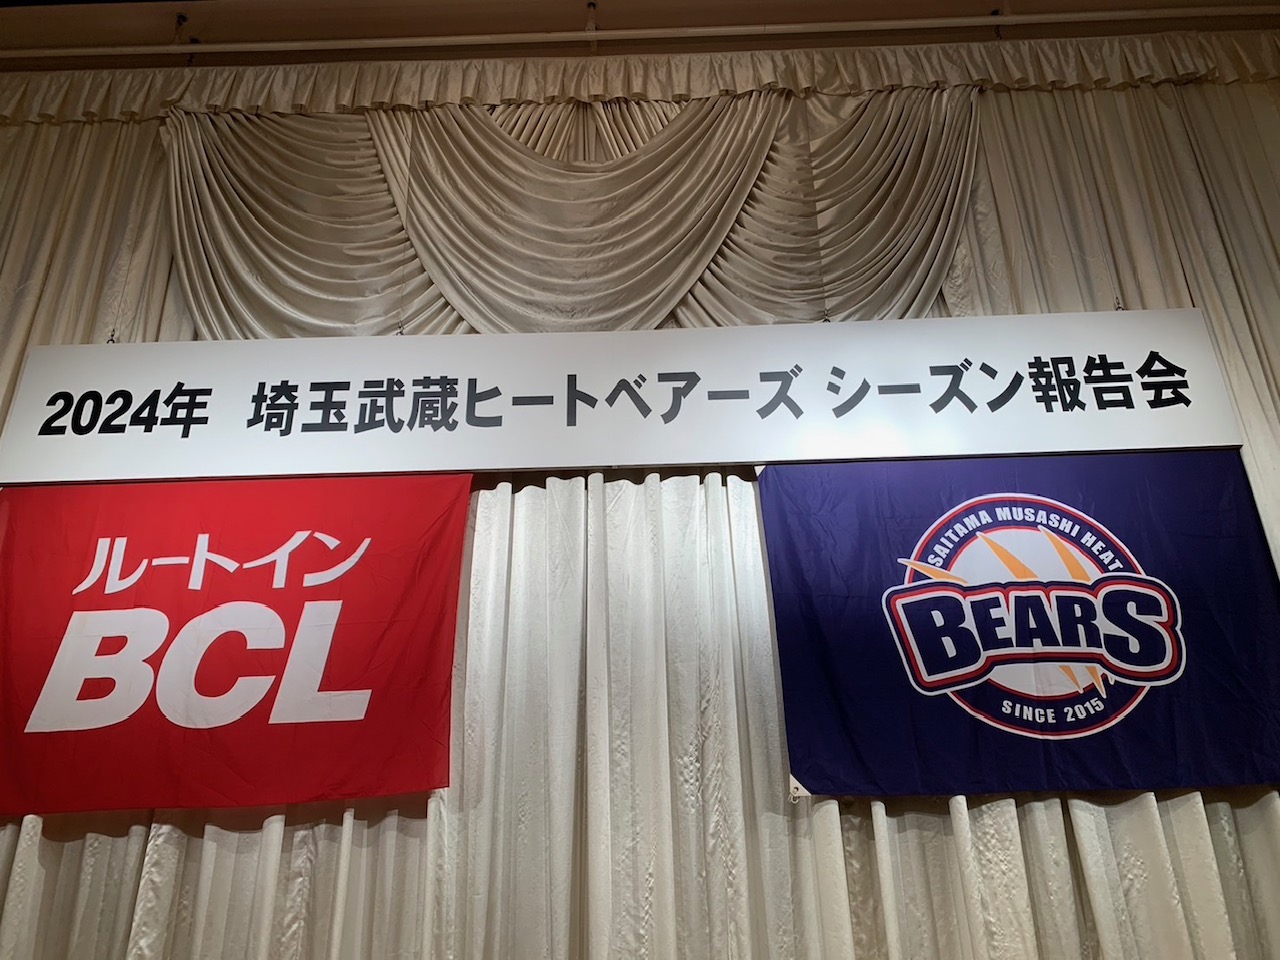 2024年 埼玉武蔵ヒートベアーズ シーズン報告会
ルートイン
BCL
SAITAMA MUSASHI HEAT
BEARS
SINCE 2015